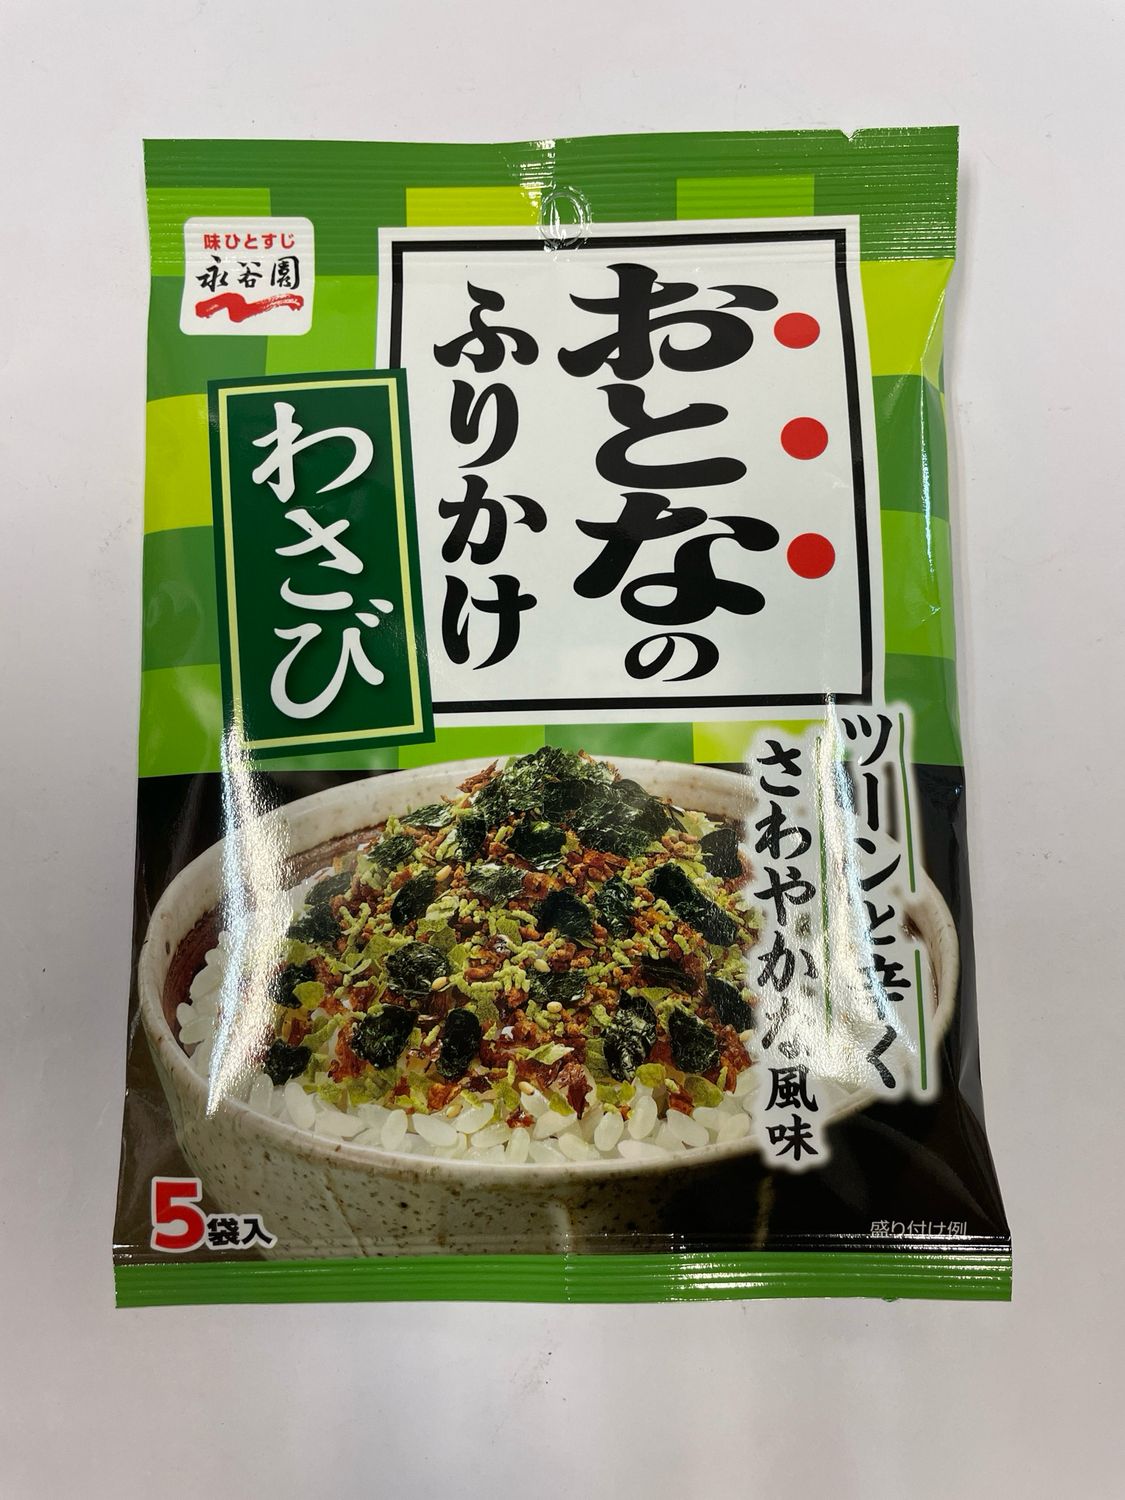 味ひとすじ
永谷園
おとなの
ふりかけ
わさび
ツーンと辛く
さわやかな風味
5袋入
盛り付け例